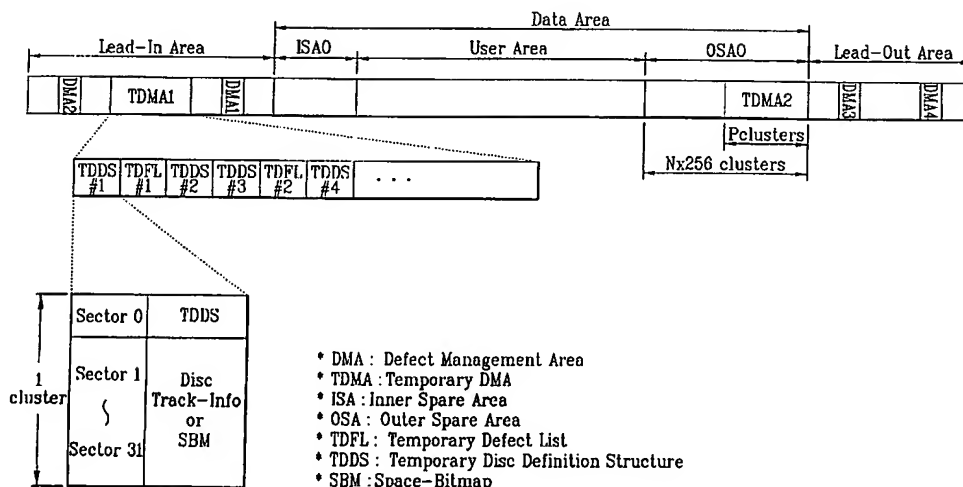 Data Area
Lead-In Area ISA0 User Area OSA0 Lead-Out Area
DMA2 TDMA1 DMA1 TDMA2 DMA3 DMA4
Pclusters
Nx256 clusters
TDDS #1 TDFL #1 TDDS #2 TDDS #3 TDFL #2 TDDS #4 ...
Sector 0 TDDS
1 cluster
Sector 1
Sector 31
Disc
Track-Info
or
SBM
* DMA : Defect Management Area
* TDMA : Temporary DMA
* ISA : Inner Spare Area
* OSA : Outer Spare Area
* TDFL : Temporary Defect List
* TDDS : Temporary Disc Definition Structure
* SBM : Space-Bitmap